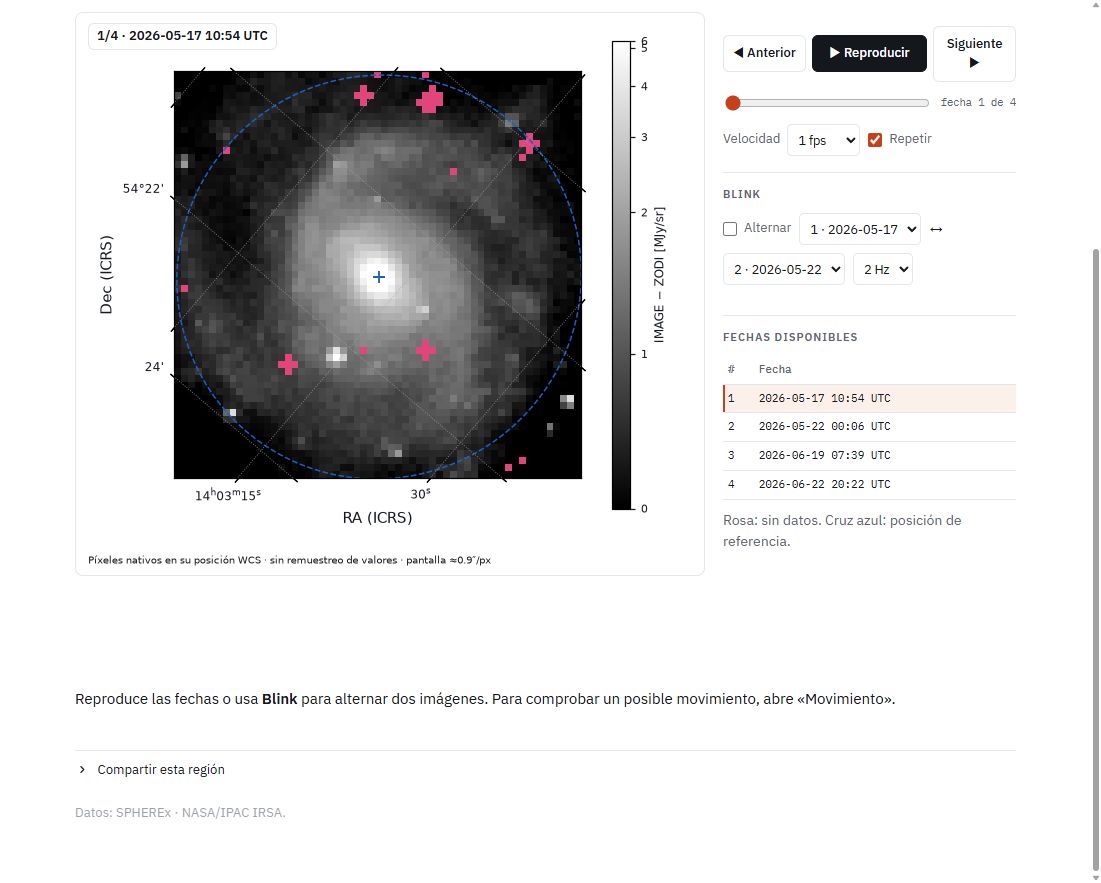 1/4 · 2026-05-17 10:54 UTC
6
5
4
3
2
1
0
IMAGE − ZODI [MJy/sr]
54°22'
24'
Dec (ICRS)
14h03m15s
30s
RA (ICRS)
Píxeles nativos en su posición WCS · sin remuestreo de valores · pantalla ≈0.9″/px
◀ Anterior
▶ Reproducir
Siguiente
▶
fecha 1 de 4
Velocidad 1 fps Repetir
BLINK
Alternar 1 · 2026-05-17 ↔
2 · 2026-05-22 2 Hz
FECHAS DISPONIBLES
# Fecha
1 2026-05-17 10:54 UTC
2 2026-05-22 00:06 UTC
3 2026-06-19 07:39 UTC
4 2026-06-22 20:22 UTC
Rosa: sin datos. Cruz azul: posición de
referencia.
Reproduce las fechas o usa Blink para alternar dos imágenes. Para comprobar un posible movimiento, abre «Movimiento».
Compartir esta región
Datos: SPHEREx · NASA/IPAC IRSA.